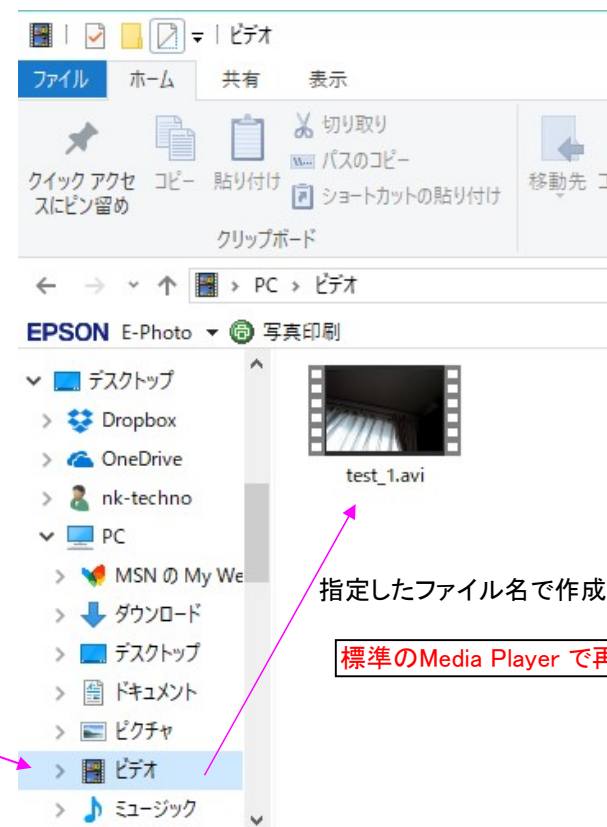 ビデオ
ファイル ホーム 共有 表示
クイック アクセスにピン留め
コピー
貼り付け
切り取り
パスのコピー
ショートカットの貼り付け
移動先
クリップボード
PC > ビデオ
EPSON E-Photo 写真印刷
デスクトップ
Dropbox
OneDrive
nk-techno
PC
MSN の My We
ダウンロード
デスクトップ
ドキュメント
ピクチャ
ビデオ
ミュージック
test_1.avi
指定したファイル名で作成
標準のMedia Player で再